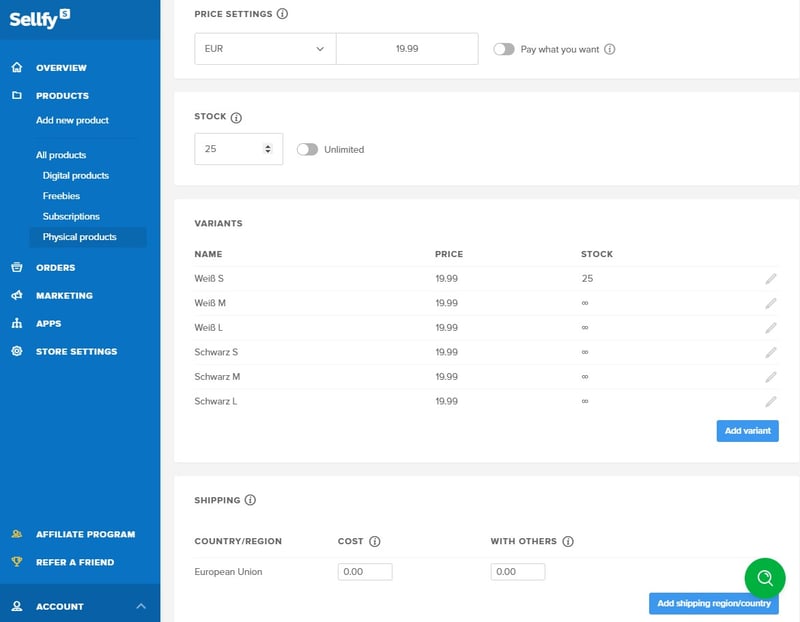 Sellfy S
OVERVIEW
PRODUCTS
Add new product
All products
Digital products
Freebies
Subscriptions
Physical products
ORDERS
MARKETING
APPS
STORE SETTINGS
AFFILIATE PROGRAM
REFER A FRIEND
ACCOUNT
PRICE SETTINGS
EUR 19.99 Pay what you want
STOCK
25 Unlimited
VARIANTS
NAME PRICE STOCK
Weiß S 19.99 25
Weiß M 19.99 ∞
Weiß L 19.99 ∞
Schwarz S 19.99 ∞
Schwarz M 19.99 ∞
Schwarz L 19.99 ∞
Add variant
SHIPPING
COUNTRY/REGION COST WITH OTHERS
European Union 0.00 0.00
Add shipping region/country